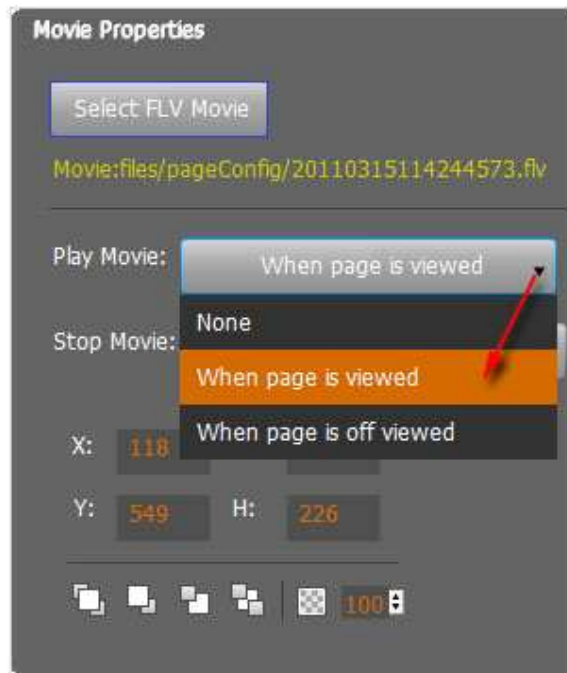 Movie Properties
Select FLV Movie
Movie:files/pageConfig/20110315114244573.flv
Play Movie: When page is viewed
None
Stop Movie:
When page is viewed
When page is off viewed
X: 118
Y: 549 H: 226
100